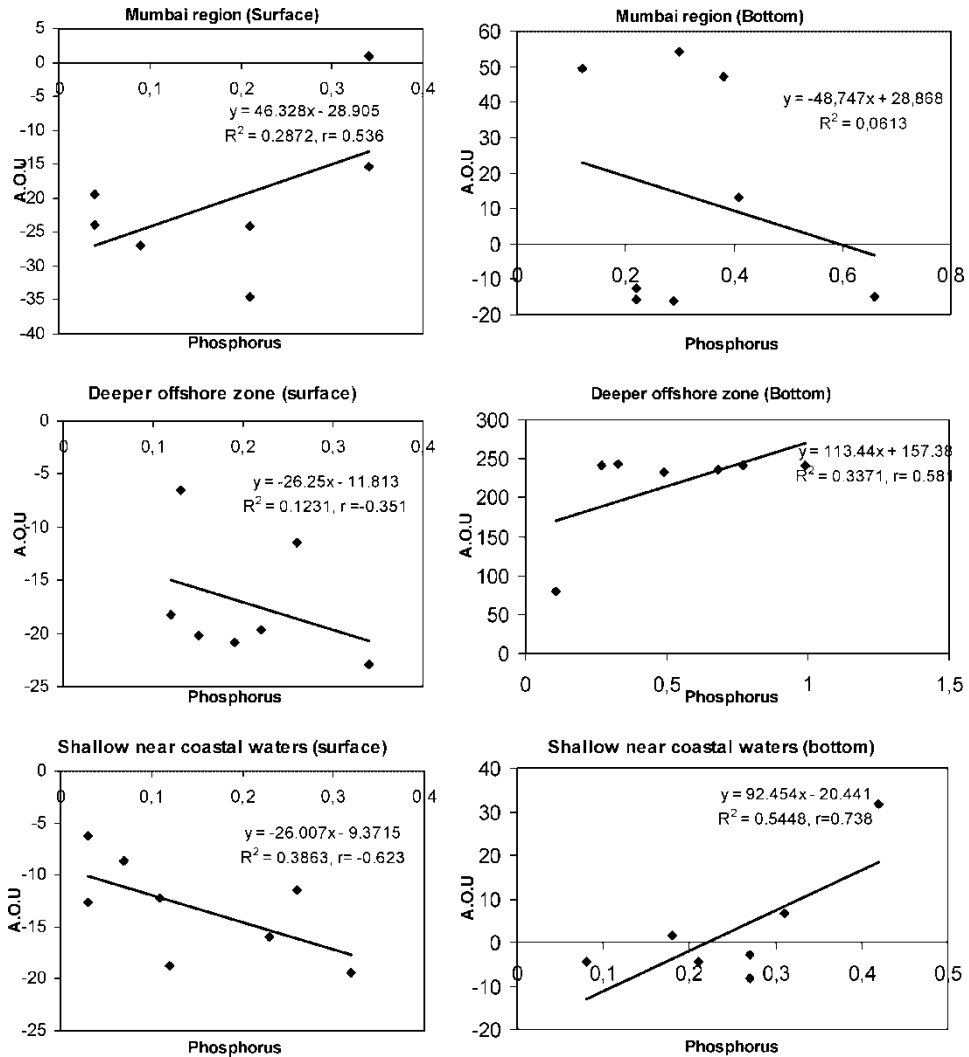 Mumbai region (Surface)
5
0
-5
-10
-15
-20
-25
-30
-35
-40
0
0,1
0,2
0,3
0,4
y = 46.328x - 28.905
R² = 0.2872, r= 0.536
A.O.U
Phosphorus
Mumbai region (Bottom)
60
50
40
30
20
10
0
-10
-20
0
0,2
0,4
0,6
0,8
y = -48,747x + 28,868
R² = 0,0613
A.O.U
Phosphorus
Deeper offshore zone (surface)
0
-5
-10
-15
-20
-25
0
0,1
0,2
0,3
0,4
y = -26.25x - 11.813
R² = 0.1231, r =-0.351
A.O.U
Phosphorus
Deeper offshore zone (Bottom)
300
250
200
150
100
50
0
0
0,5
1
1,5
y = 113.44x + 157.38
R² = 0.3371, r= 0.581
A.O.U
Phosphorus
Shallow near coastal waters (surface)
0
-5
-10
-15
-20
-25
0
0,1
0,2
0,3
0,4
y = -26.007x - 9.3715
R² = 0.3863, r= -0.623
A.O.U
Phosphorus
Shallow near coastal waters (bottom)
40
30
20
10
0
-10
-20
0
0,1
0,2
0,3
0,4
0,5
y = 92.454x - 20.441
R² = 0.5448, r=0.738
A.O.U
Phosphorus